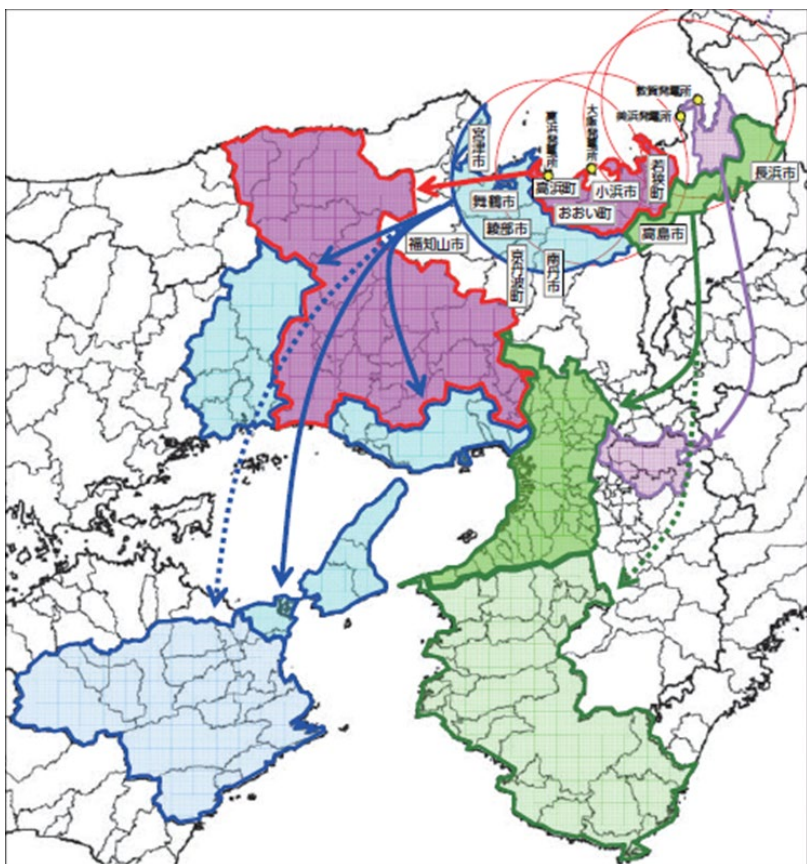 敦賀発電所
美浜発電所
大飯発電所
高浜発電所
宮津市
若狭町
長浜市
高浜町
小浜市
舞鶴市
おおい町
綾部市
高島市
福知山市
京丹波町
南丹市